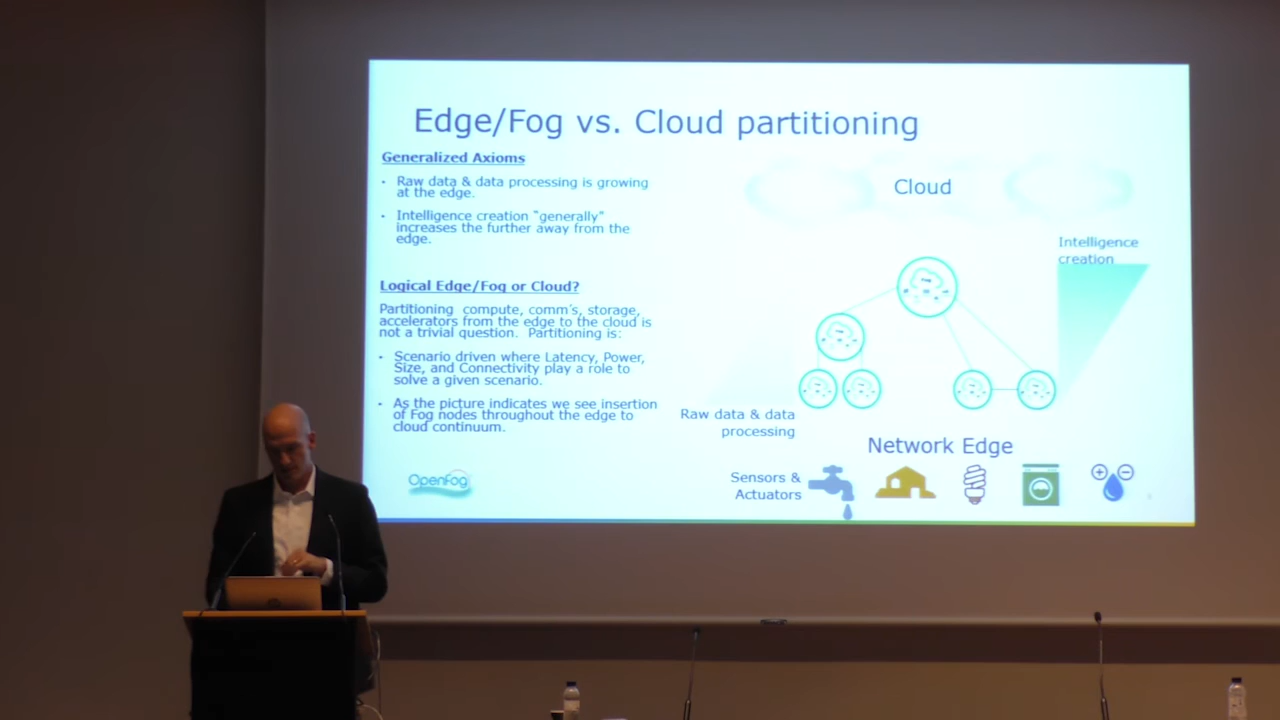 Edge/Fog vs. Cloud partitioning
Generalized Axioms
· Raw data & data processing is growing
at the edge.
· Intelligence creation "generally"
increases the further away from the
edge.
Logical Edge/Fog or Cloud?
Partitioning compute, comm's, storage,
accelerators from the edge to the cloud is
not a trivial question. Partitioning is:
· Scenario driven where Latency, Power,
Size, and Connectivity play a role to
solve a given scenario.
· As the picture indicates we see insertion
of Fog nodes throughout the edge to
cloud continuum.
OpenFog
Cloud
Intelligence
creation
Raw data & data
processing
Network Edge
Sensors &
Actuators